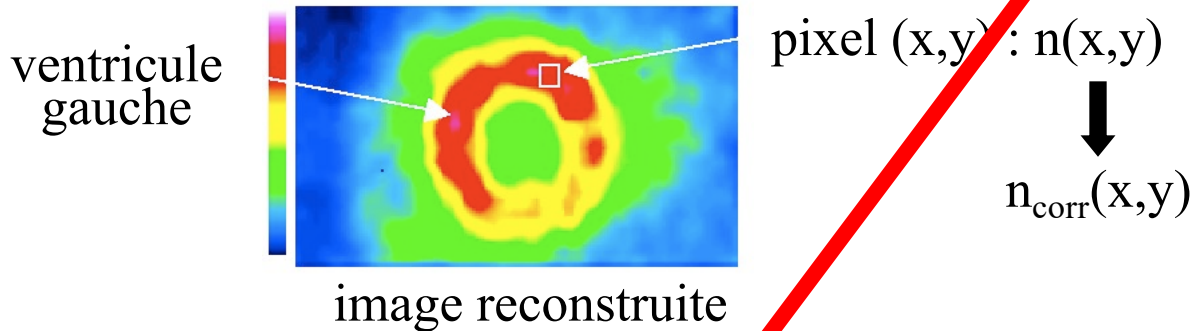 ventricule
gauche
pixel (x,y) : n(x,y)
n_corr(x,y)
image reconstruite